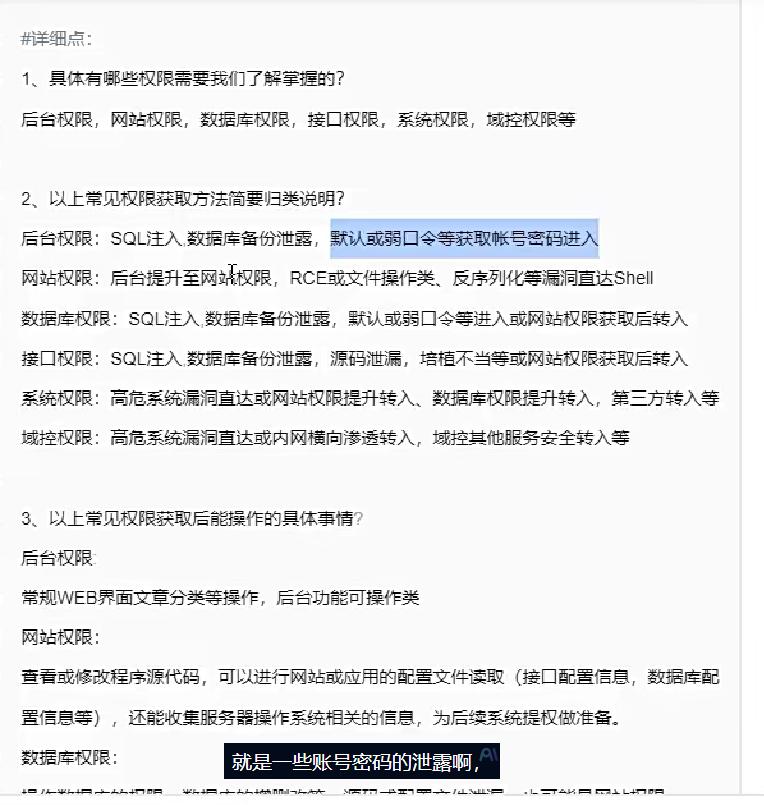 #详细点：
1、具体有哪些权限需要我们了解掌握的？
后台权限，网站权限，数据库权限，接口权限，系统权限，域控权限等
2、以上常见权限获取方法简要归类说明？
后台权限：SQL注入,数据库备份泄露，默认或弱口令等获取帐号密码进入
网站权限：后台提升至网站权限，RCE或文件操作类、反序列化等漏洞直达Shell
数据库权限：SQL注入,数据库备份泄露，默认或弱口令等进入或网站权限获取后转入
接口权限：SQL注入,数据库备份泄露，源码泄漏，培植不当等或网站权限获取后转入
系统权限：高危系统漏洞直达或网站权限提升转入、数据库权限提升转入，第三方转入等
域控权限：高危系统漏洞直达或内网横向渗透转入，域控其他服务安全转入等
3、以上常见权限获取后能操作的具体事情?
后台权限:
常规WEB界面文章分类等操作，后台功能可操作类
网站权限：
查看或修改程序源代码，可以进行网站或应用的配置文件读取（接口配置信息，数据库配
置信息等），还能收集服务器操作系统相关的信息，为后续系统提权做准备。
数据库权限：
就是一些账号密码的泄露啊，
AI